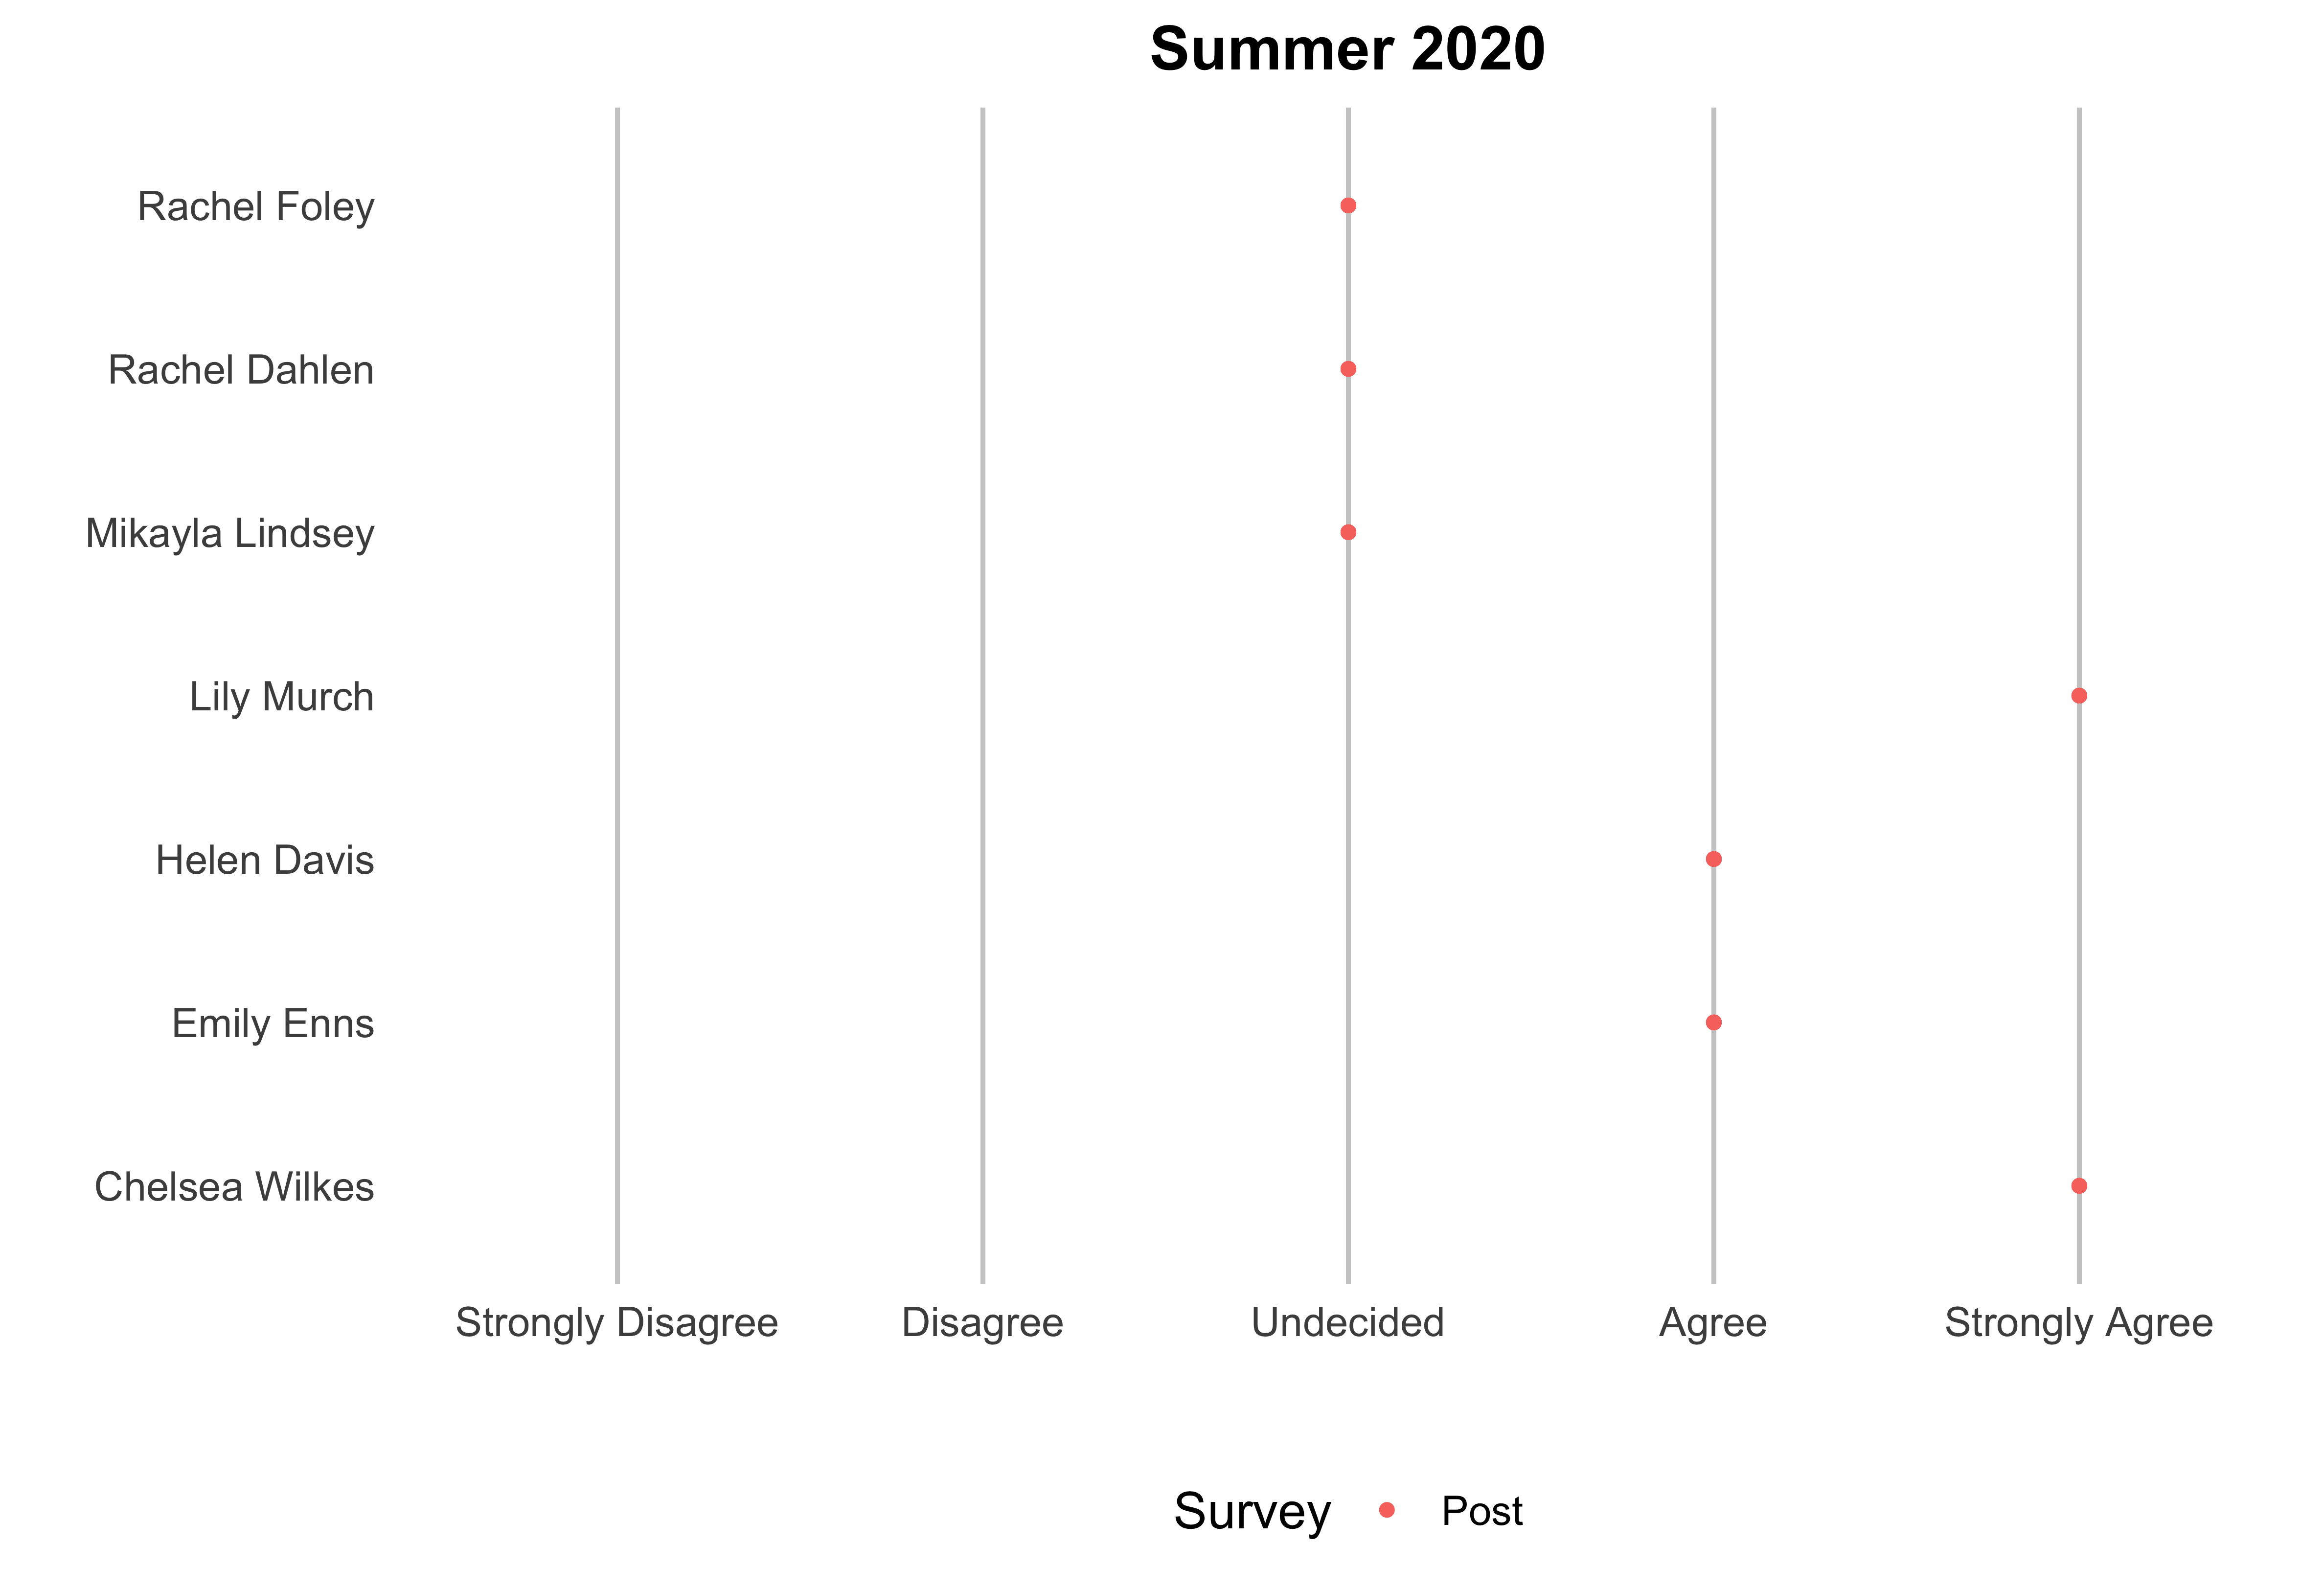 Summer 2020
Rachel Foley
Rachel Dahlen
Mikayla Lindsey
Lily Murch
Helen Davis
Emily Enns
Chelsea Wilkes
Strongly Disagree Disagree Undecided Agree Strongly Agree
Survey Post